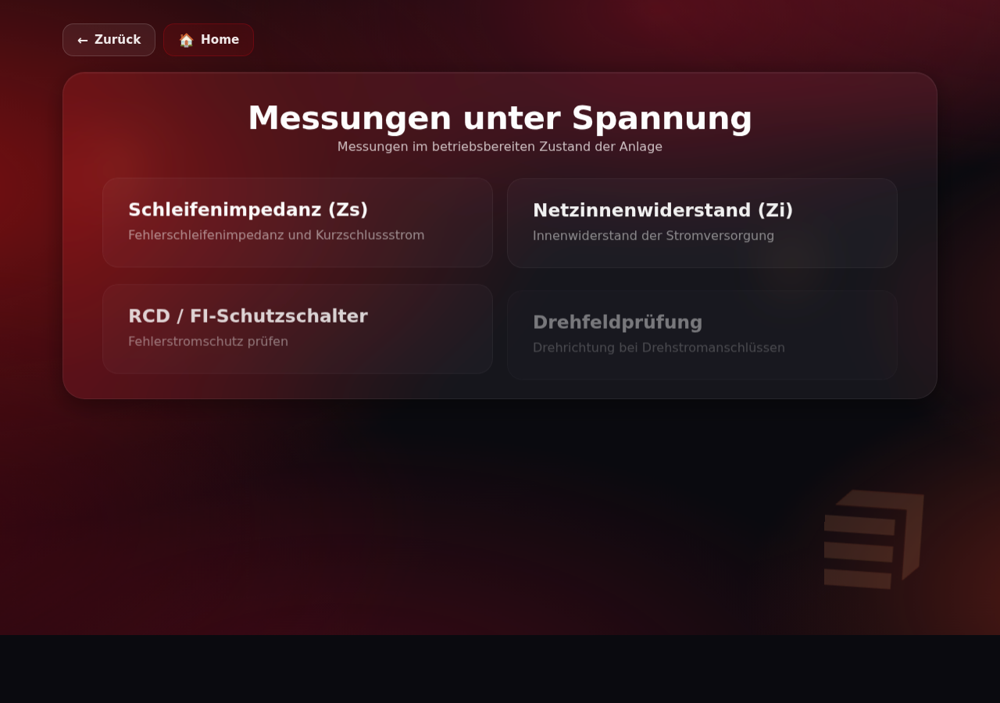 ← Zurück
🏠 Home
Messungen unter Spannung
Messungen im betriebsbereiten Zustand der Anlage
Schleifenimpedanz (Zs)
Fehlerschleifenimpedanz und Kurzschlussstrom
Netzinnenwiderstand (Zi)
Innenwiderstand der Stromversorgung
RCD / FI-Schutzschalter
Fehlerstromschutz prüfen
Drehfeldprüfung
Drehrichtung bei Drehstromanschlüssen